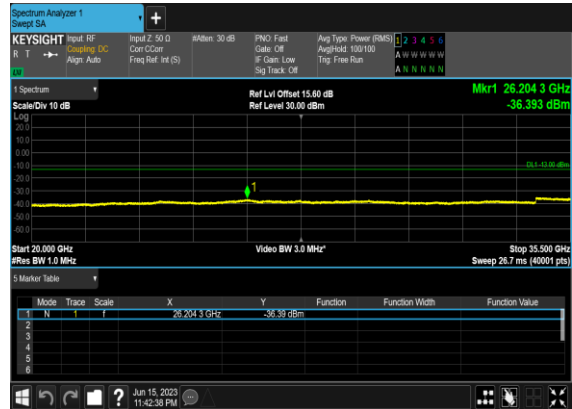 Spectrum Analyzer 1
Swept SA
+
KEYSIGHT Input: RF Input Z: 50 Ω #Atten: 30 dB PNO: Fast Avg Type: Power (RMS) 1 2 3 4 5 6
R T Coupling: DC Corr CCorr Gate: Off Avg|Hold: 100/100 A W W W W W
Align: Auto Freq Ref: Int (S) IF Gain: Low Trig: Free Run
Sig Track: Off A N N N N N
1 Spectrum Ref Lvl Offset 15.60 dB Mkr1 26.204 3 GHz
Scale/Div 10 dB Ref Level 30.00 dBm -36.393 dBm
Log
20.0
10.0
0.00
-10.0 DL1 -13.00 dBm
-20.0
-30.0 1
-40.0
-50.0
-60.0
Start 20.000 GHz Video BW 3.0 MHz* Stop 35.500 GHz
#Res BW 1.0 MHz Sweep 26.7 ms (40001 pts)
5 Marker Table
Mode Trace Scale X Y Function Function Width Function Value
1 N 1 f 26.204 3 GHz -36.39 dBm
2
3
4
5
6
? Jun 15, 2023
11:42:38 PM